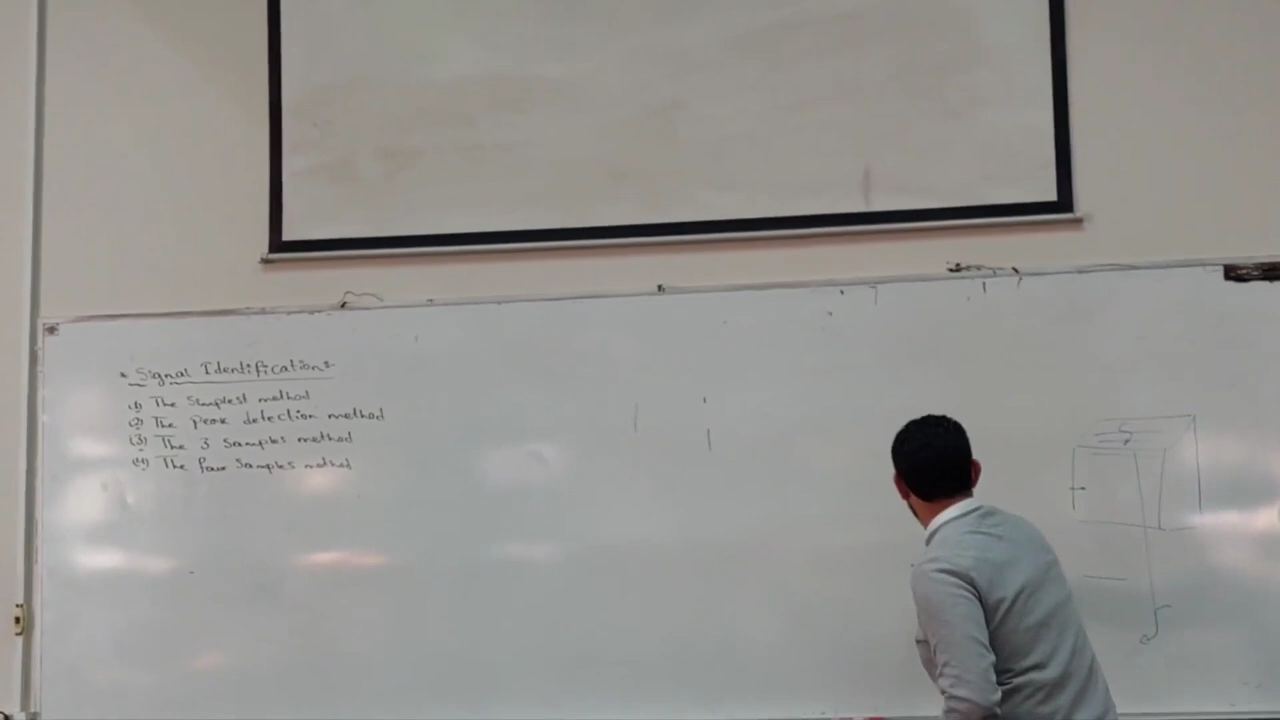 * Signal Identification:-
(1) The Simplest method
(2) The peak detection method
(3) The 3 Samples method
(4) The four Samples method